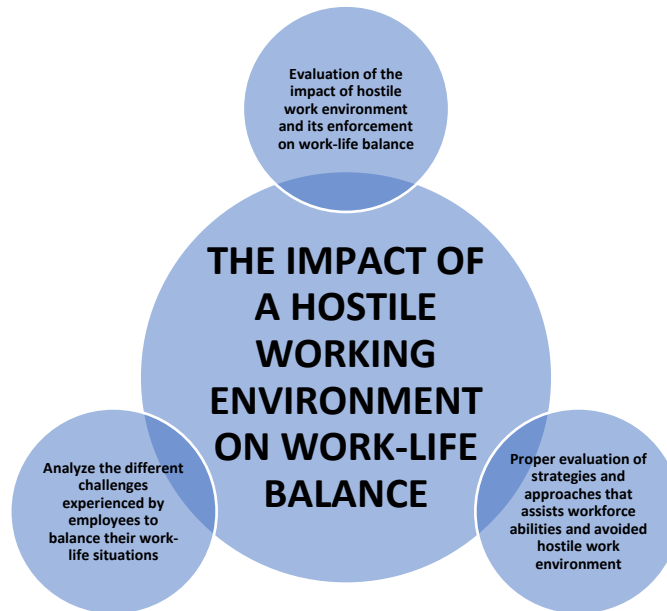 Evaluation of the
impact of hostile
work environment
and its enforcement
on work-life balance
THE IMPACT OF
A HOSTILE
WORKING
ENVIRONMENT
ON WORK-LIFE
BALANCE
Analyze the different
challenges
experienced by
employees to
balance their work-
life situations
Proper evaluation of
strategies and
approaches that
assists workforce
abilities and avoided
hostile work
environment